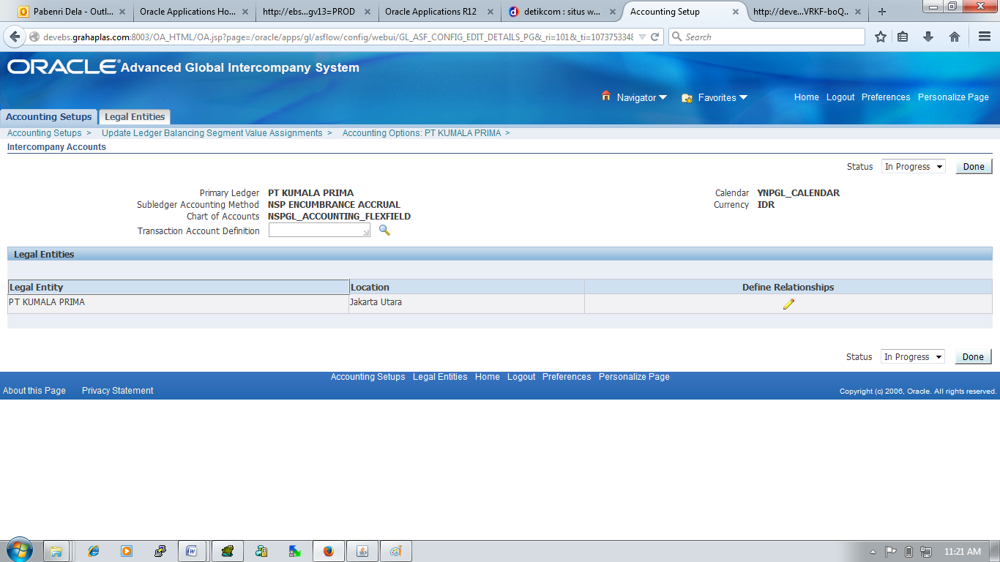 Pabenri Dela - Outl...
Oracle Applications Ho...
http://ebs...gv13=PROD
Oracle Applications R12
detikcom : situs w...
Accounting Setup
http://deve...VRKF-boQ...
devebs.grahaplas.com:8003/OA_HTML/OA.jsp?page=/oracle/apps/gl/asflow/config/webui/GL_ASF_CONFIG_EDIT_DETAILS_PG&_ri=101&_ti=1073753348
Search
ORACLE® Advanced Global Intercompany System
Navigator Favorites Home Logout Preferences Personalize Page
Accounting Setups Legal Entities
Accounting Setups > Update Ledger Balancing Segment Value Assignments > Accounting Options: PT KUMALA PRIMA >
Intercompany Accounts
Status In Progress Done
Primary Ledger PT KUMALA PRIMA Calendar YNPGL_CALENDAR
Subledger Accounting Method NSP ENCUMBRANCE ACCRUAL Currency IDR
Chart of Accounts NSPGL_ACCOUNTING_FLEXFIELD
Transaction Account Definition
Legal Entities
Legal Entity Location Define Relationships
PT KUMALA PRIMA Jakarta Utara
Status In Progress Done
Accounting Setups Legal Entities Home Logout Preferences Personalize Page
About this Page Privacy Statement Copyright (c) 2006, Oracle. All rights reserved.
11:21 AM